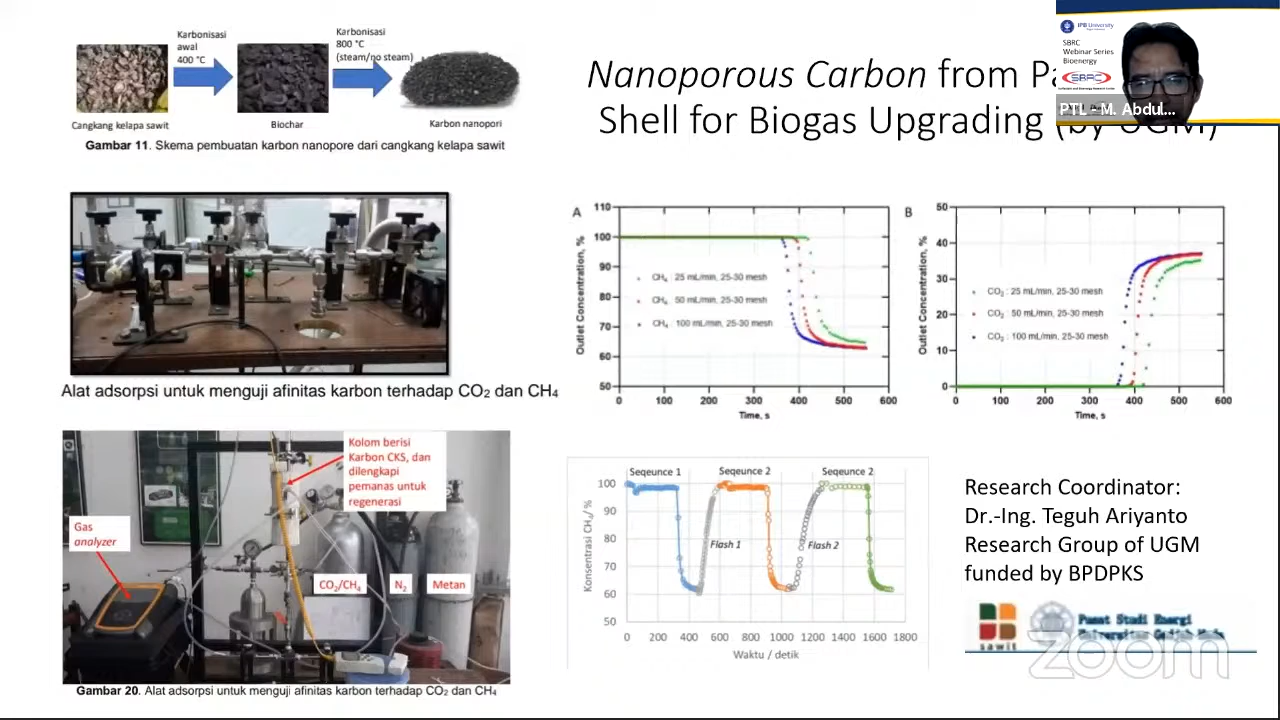 Karbonisasi
awal
400 °C
Karbonisasi
800 °C
(steam/no steam)
Cangkang kelapa sawit
Biochar
Karbon nanopori
Gambar 11. Skema pembuatan karbon nanopore dari cangkang kelapa sawit
Nanoporous Carbon from
Shell for Biogas Upgrading (by UGM)
IPB University
SBRC
Webinar Series
Bioenergy
SBRC
PTL - M. Abdul...
Alat adsorpsi untuk menguji afinitas karbon terhadap CO₂ dan CH₄
A
Outlet Concentration, %
110
100
90
80
70
60
50
CH₄ : 25 mL/min, 25-30 mesh
CH₄ : 50 mL/min, 25-30 mesh
CH₄ : 100 mL/min, 25-30 mesh
0 100 200 300 400 500 600
Time, s
B
Outlet Concentration, %
50
40
30
20
10
0
CO₂ : 25 mL/min, 25-30 mesh
CO₂ : 50 mL/min, 25-30 mesh
CO₂ : 100 mL/min, 25-30 mesh
0 100 200 300 400 500 600
Time, s
Kolom berisi
Karbon CKS, dan
dilengkapi
pemanas untuk
regenerasi
Gas
analyzer
CO₂/CH₄
N₂
Metan
Gambar 20. Alat adsorpsi untuk menguji afinitas karbon terhadap CO₂ dan CH₄
Seqeunce 1 Seqeunce 2 Seqeunce 2
Konsentrasi CH₄/ %
100
90
80
70
60
50
Flash 1
Flash 2
0 200 400 600 800 1000 1200 1400 1600 1800
Waktu / detik
Research Coordinator:
Dr.-Ing. Teguh Ariyanto
Research Group of UGM
funded by BPDPKS
sawit
Pusat Studi Energi
Universitas Gadjah Mada
zoom